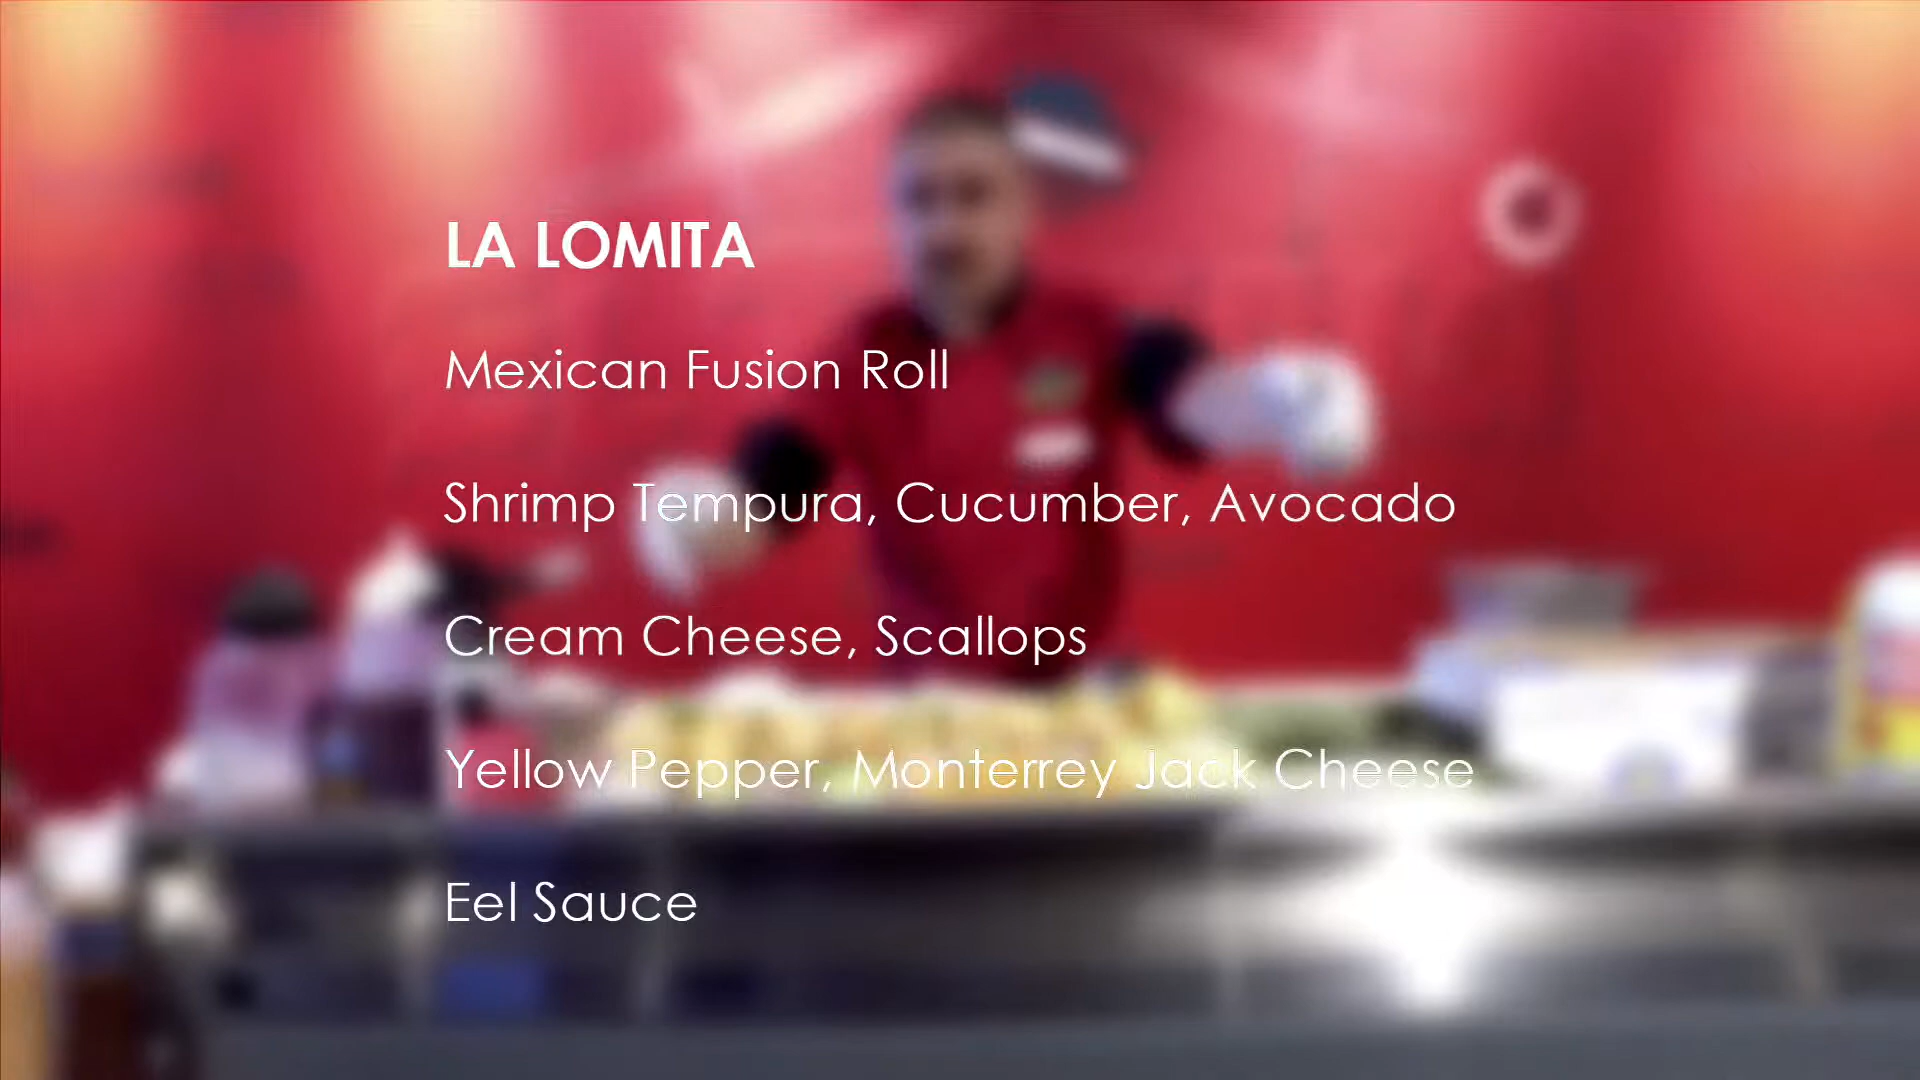 LA LOMITA
Mexican Fusion Roll
Shrimp Tempura, Cucumber, Avocado
Cream Cheese, Scallops
Yellow Pepper, Monterrey Jack Cheese
Eel Sauce